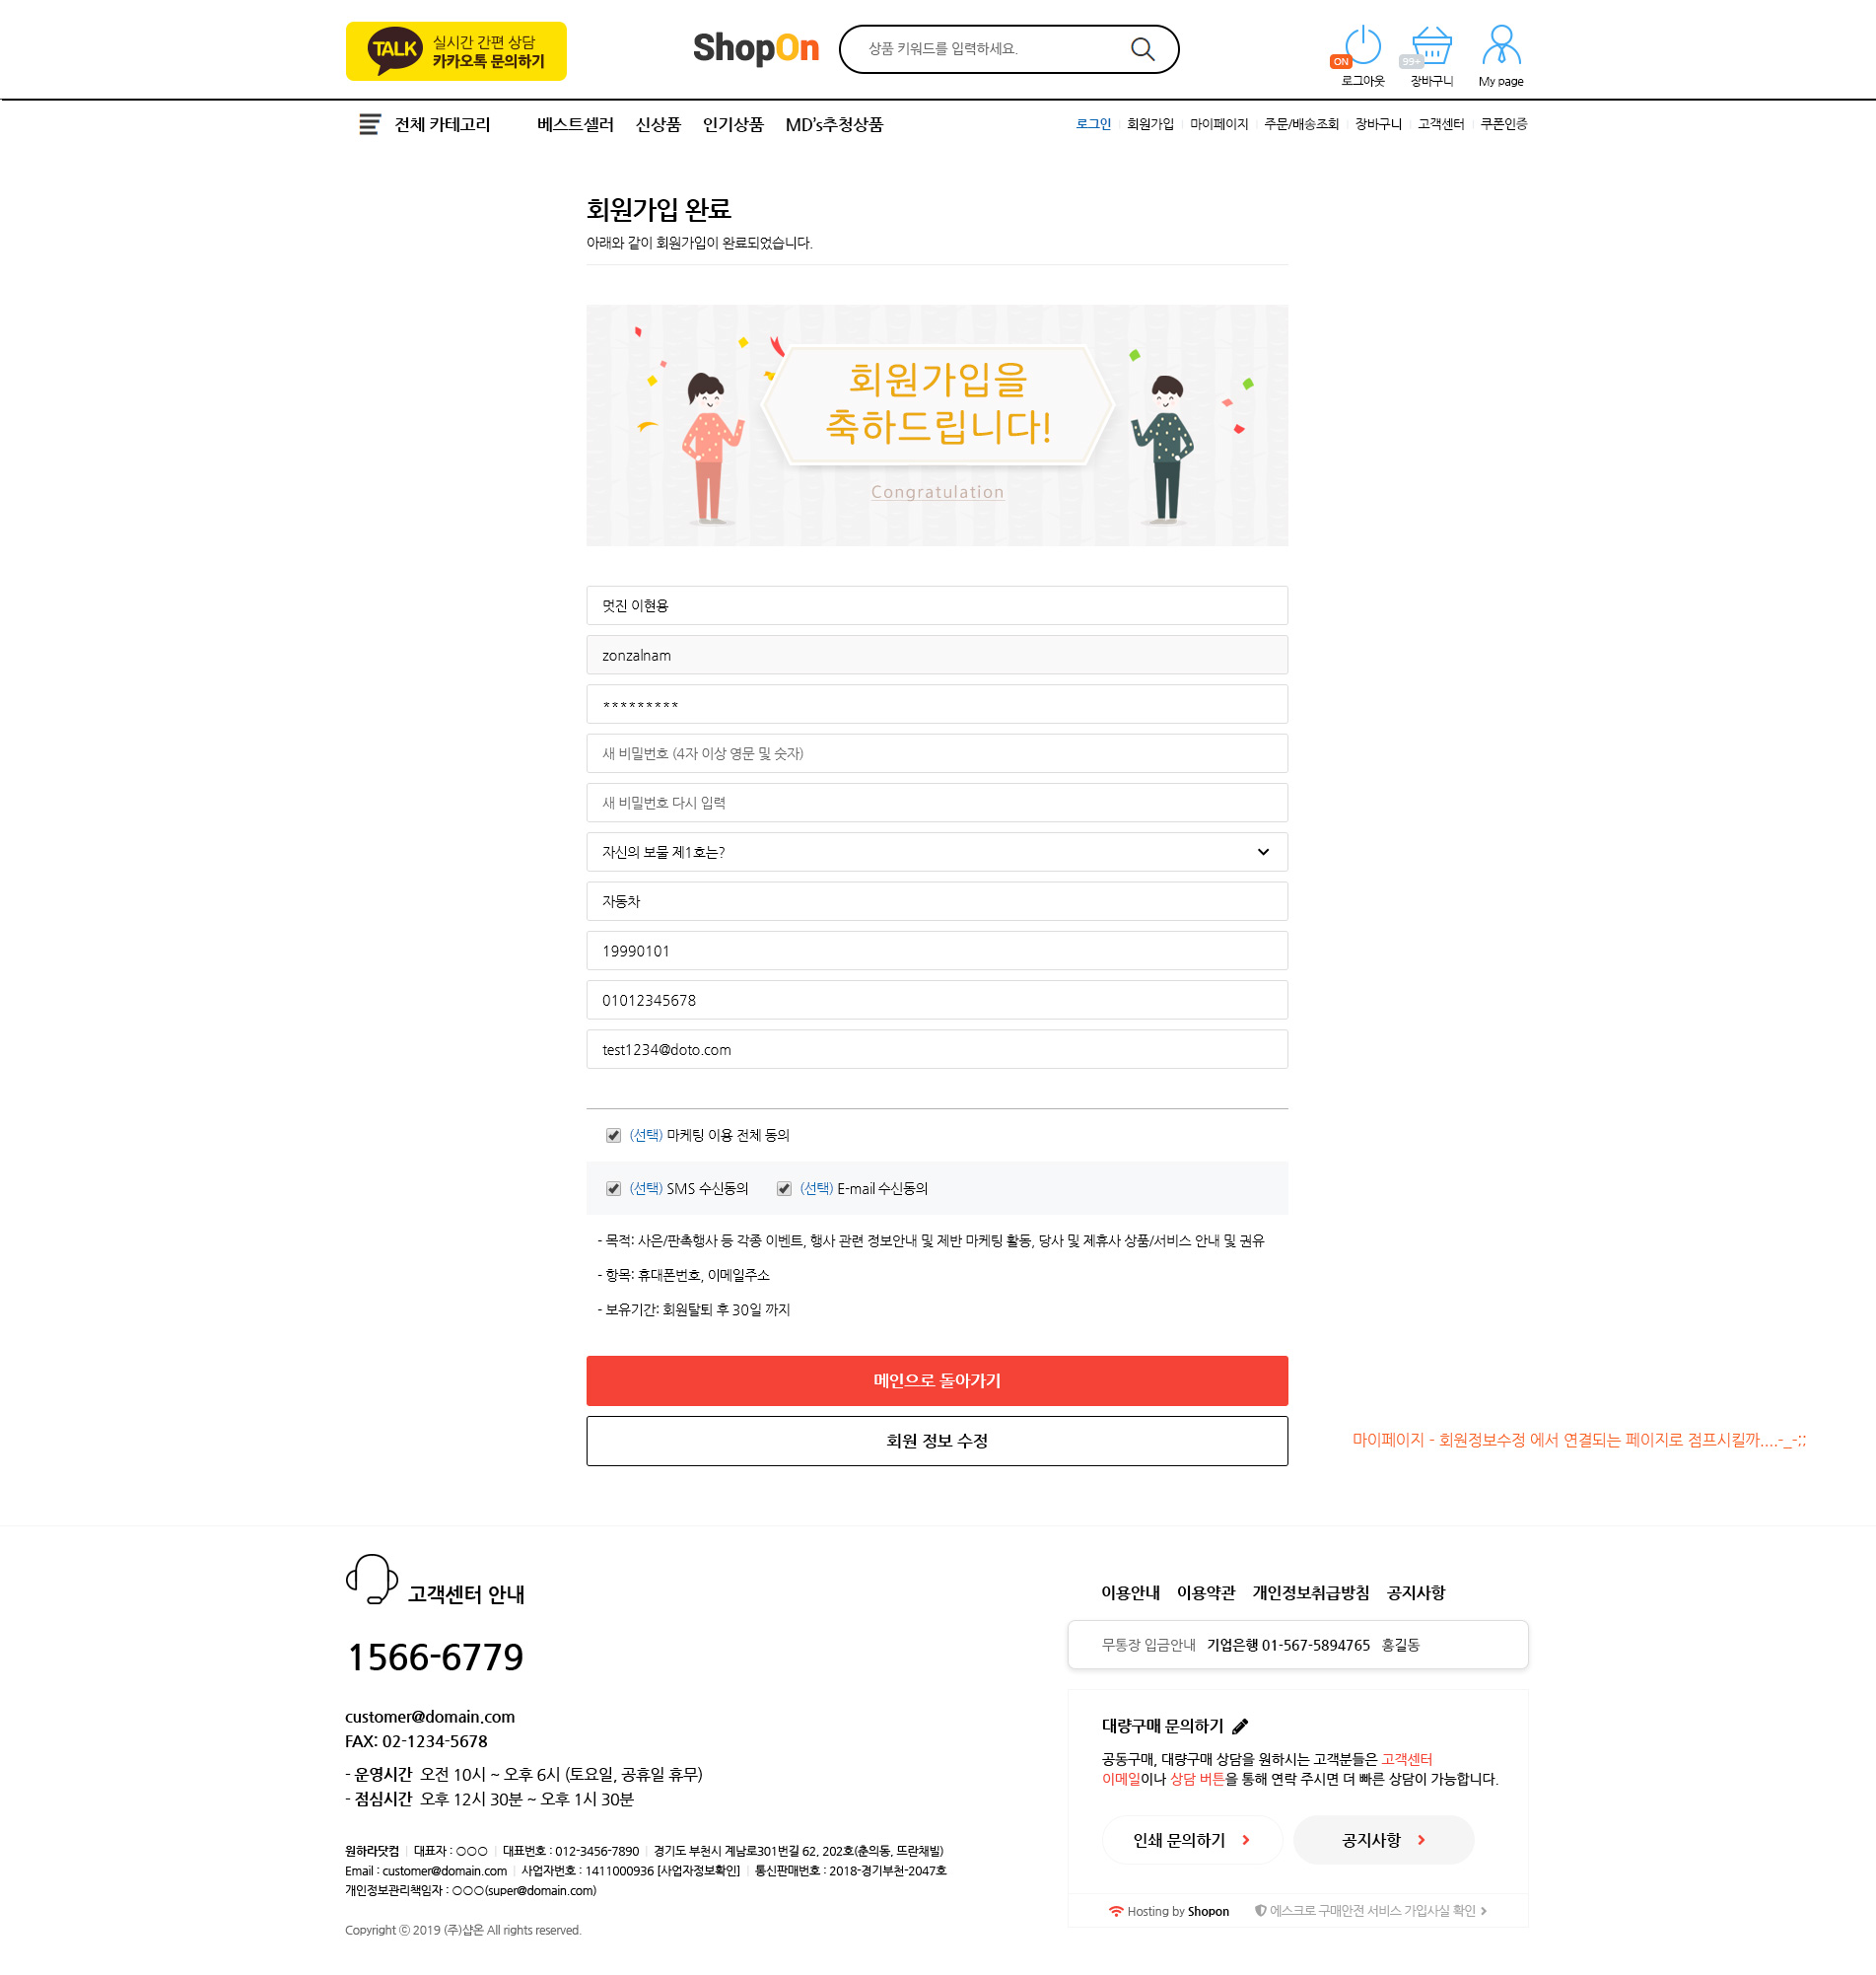 TALK 실시간 간편 상담
카카오톡 문의하기
ShopOn
상품 키워드를 입력하세요.
ON 로그아웃
99+ 장바구니
My page
전체 카테고리 베스트셀러 신상품 인기상품 MD's추청상품
로그인 회원가입 마이페이지 주문/배송조회 장바구니 고객센터 쿠폰인증
회원가입 완료
아래와 같이 회원가입이 완료되었습니다.
회원가입을
축하드립니다!
Congratulation
멋진 이현용
zonzalnam
*********
새 비밀번호 (4자 이상 영문 및 숫자)
새 비밀번호 다시 입력
자신의 보물 제1호는?
자동차
19990101
01012345678
test1234@doto.com
(선택) 마케팅 이용 전체 동의
(선택) SMS 수신동의 (선택) E-mail 수신동의
- 목적: 사은/판촉행사 등 각종 이벤트, 행사 관련 정보안내 및 제반 마케팅 활동, 당사 및 제휴사 상품/서비스 안내 및 권유
- 항목: 휴대폰번호, 이메일주소
- 보유기간: 회원탈퇴 후 30일 까지
메인으로 돌아가기
회원 정보 수정
마이페이지 - 회원정보수정 에서 연결되는 페이지로 점프시킬까....-_-;;
고객센터 안내
1566-6779
customer@domain.com
FAX: 02-1234-5678
- 운영시간 오전 10시 ~ 오후 6시 (토요일, 공휴일 휴무)
- 점심시간 오후 12시 30분 ~ 오후 1시 30분
원하라닷컴 | 대표자 : ○○○ | 대표번호 : 012-3456-7890 | 경기도 부천시 계남로301번길 62, 202호(춘의동, 뜨란채빌)
Email : customer@domain.com | 사업자번호 : 1411000936 [사업자정보확인] | 통신판매번호 : 2018-경기부천-2047호
개인정보관리책임자 : ○○○(super@domain.com)
Copyright ⓒ 2019 (주)샵온 All rights reserved.
이용안내 이용약관 개인정보취급방침 공지사항
무통장 입금안내 기업은행 01-567-5894765 홍길동
대량구매 문의하기
공동구매, 대량구매 상담을 원하시는 고객분들은 고객센터
이메일이나 상담 버튼을 통해 연락 주시면 더 빠른 상담이 가능합니다.
인쇄 문의하기 공지사항
Hosting by Shopon 에스크로 구매안전 서비스 가입사실 확인